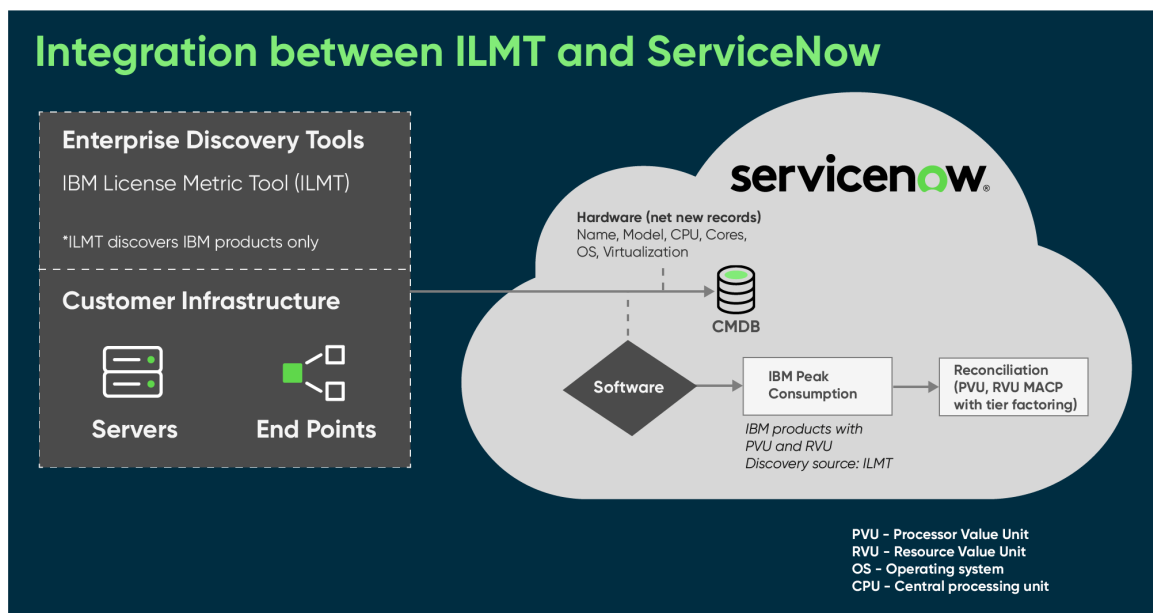 Integration between ILMT and ServiceNow
Enterprise Discovery Tools
IBM License Metric Tool (ILMT)
*ILMT discovers IBM products only
Customer Infrastructure
Servers
End Points
servicenow®
Hardware (net new records)
Name, Model, CPU, Cores,
OS, Virtualization
CMDB
Software
IBM Peak
Consumption
IBM products with
PVU and RVU
Discovery source: ILMT
Reconciliation
(PVU, RVU MACP
with tier factoring)
PVU - Processor Value Unit
RVU - Resource Value Unit
OS - Operating system
CPU - Central processing unit